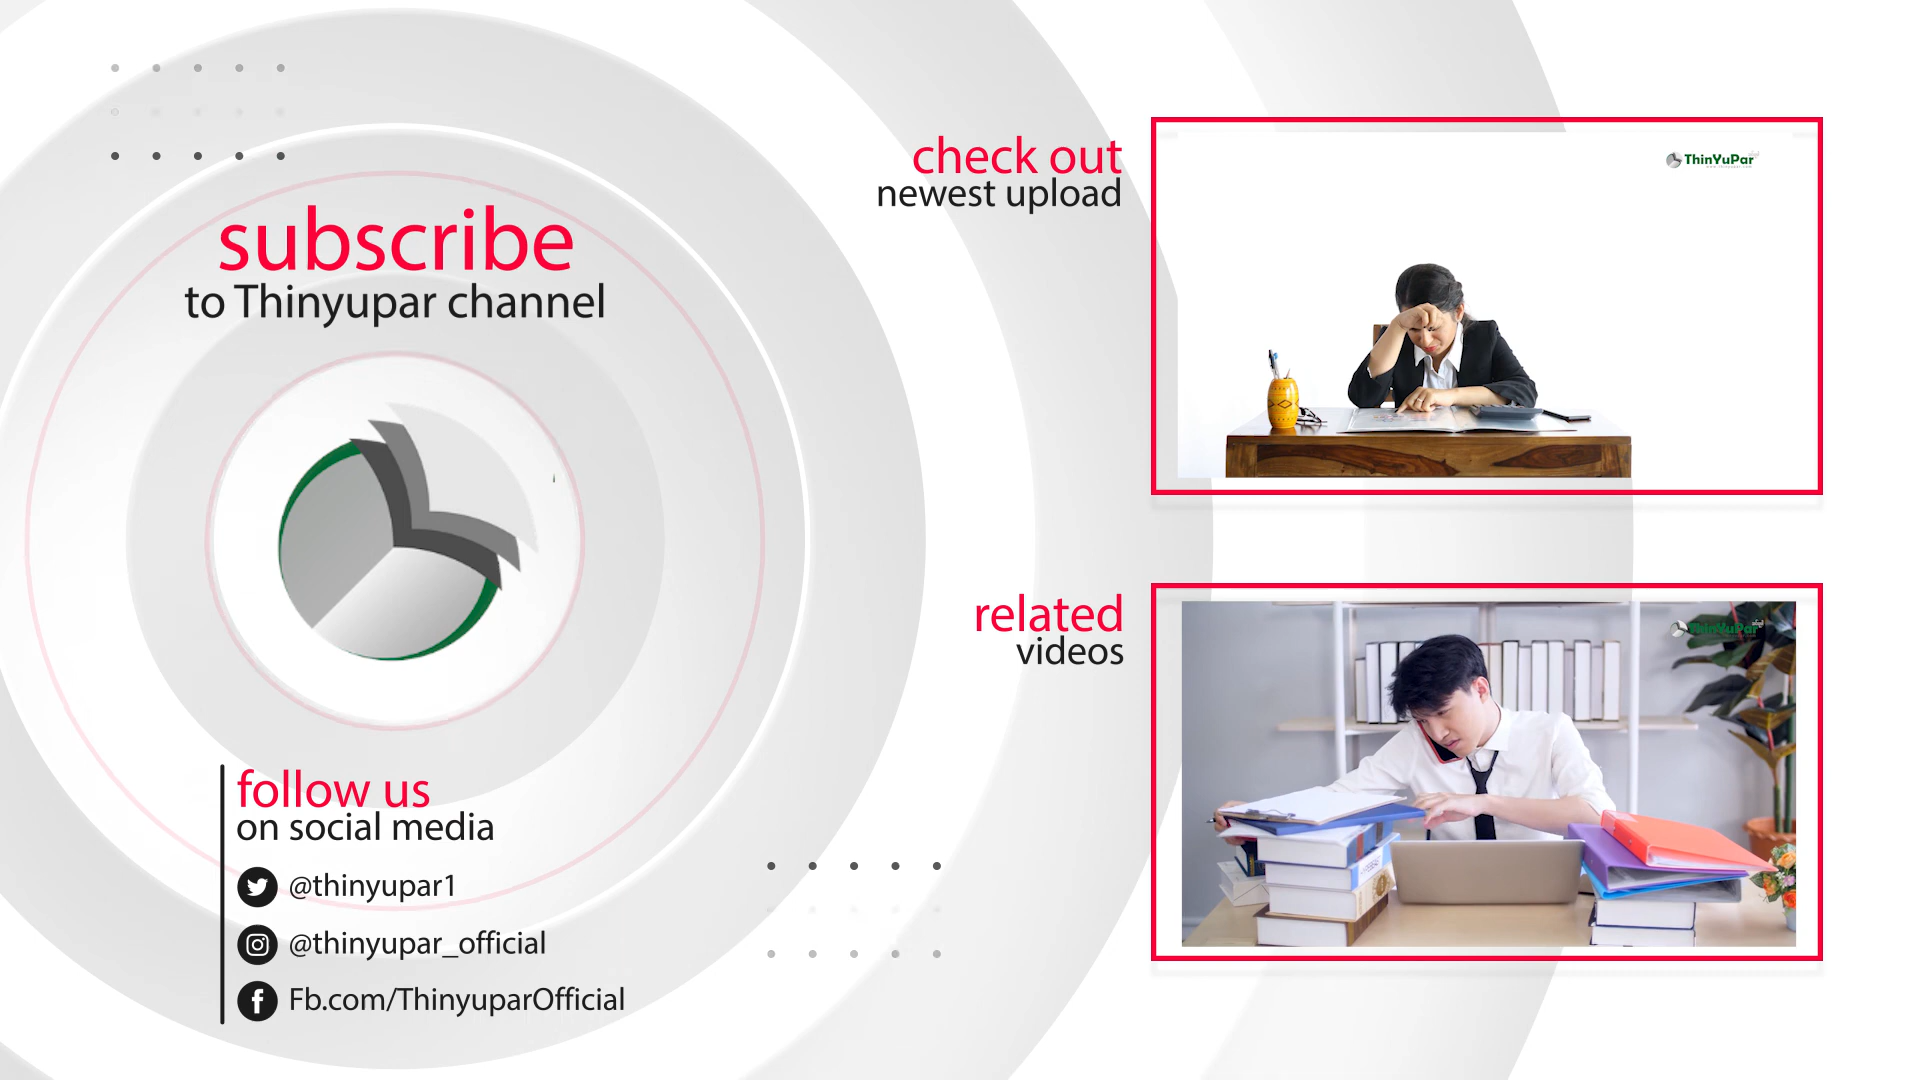 subscribe
to Thinyupar channel
follow us
on social media
@thinyupar1
@thinyupar_official
Fb.com/ThinyuparOfficial
check out
newest upload
ThinYuPar
related
videos
ThinYuPar